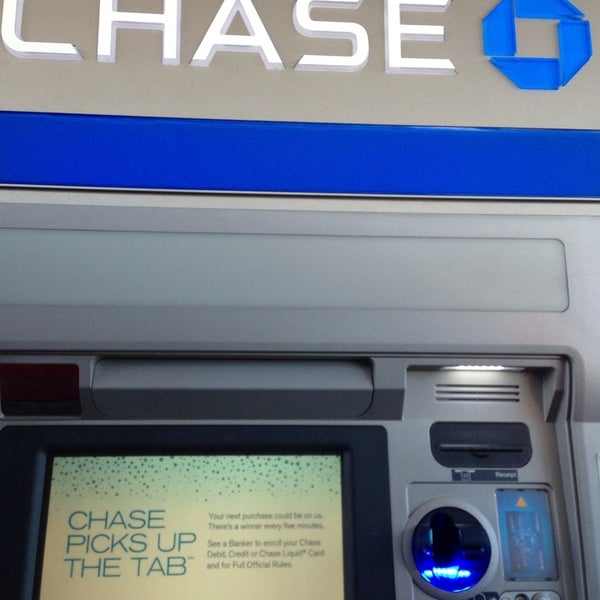 CHASE
CHASE
PICKS UP
THE TAB℠
Your next purchase could be on us.
There's a winner every five minutes.
See a Banker to enroll your Chase
Debit, Credit or Chase Liquid® Card
and for Full Official Rules.
Receipt